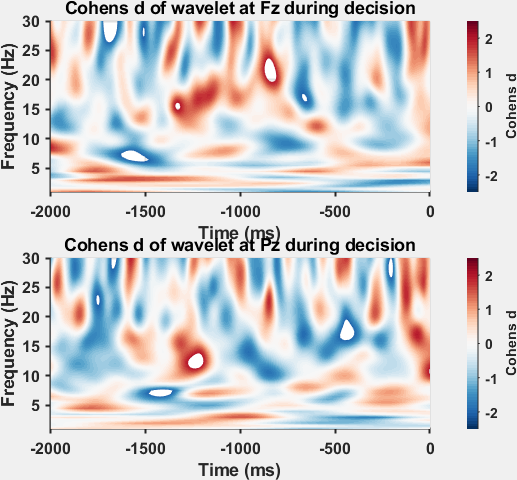 Cohens d of wavelet at Fz during decision
30
25
20
15
10
5
Frequency (Hz)
-2000 -1500 -1000 -500 0
Time (ms)
2
1
0
-1
-2
Cohens d
Cohens d of wavelet at Pz during decision
30
25
20
15
10
5
Frequency (Hz)
-2000 -1500 -1000 -500 0
Time (ms)
2
1
0
-1
-2
Cohens d